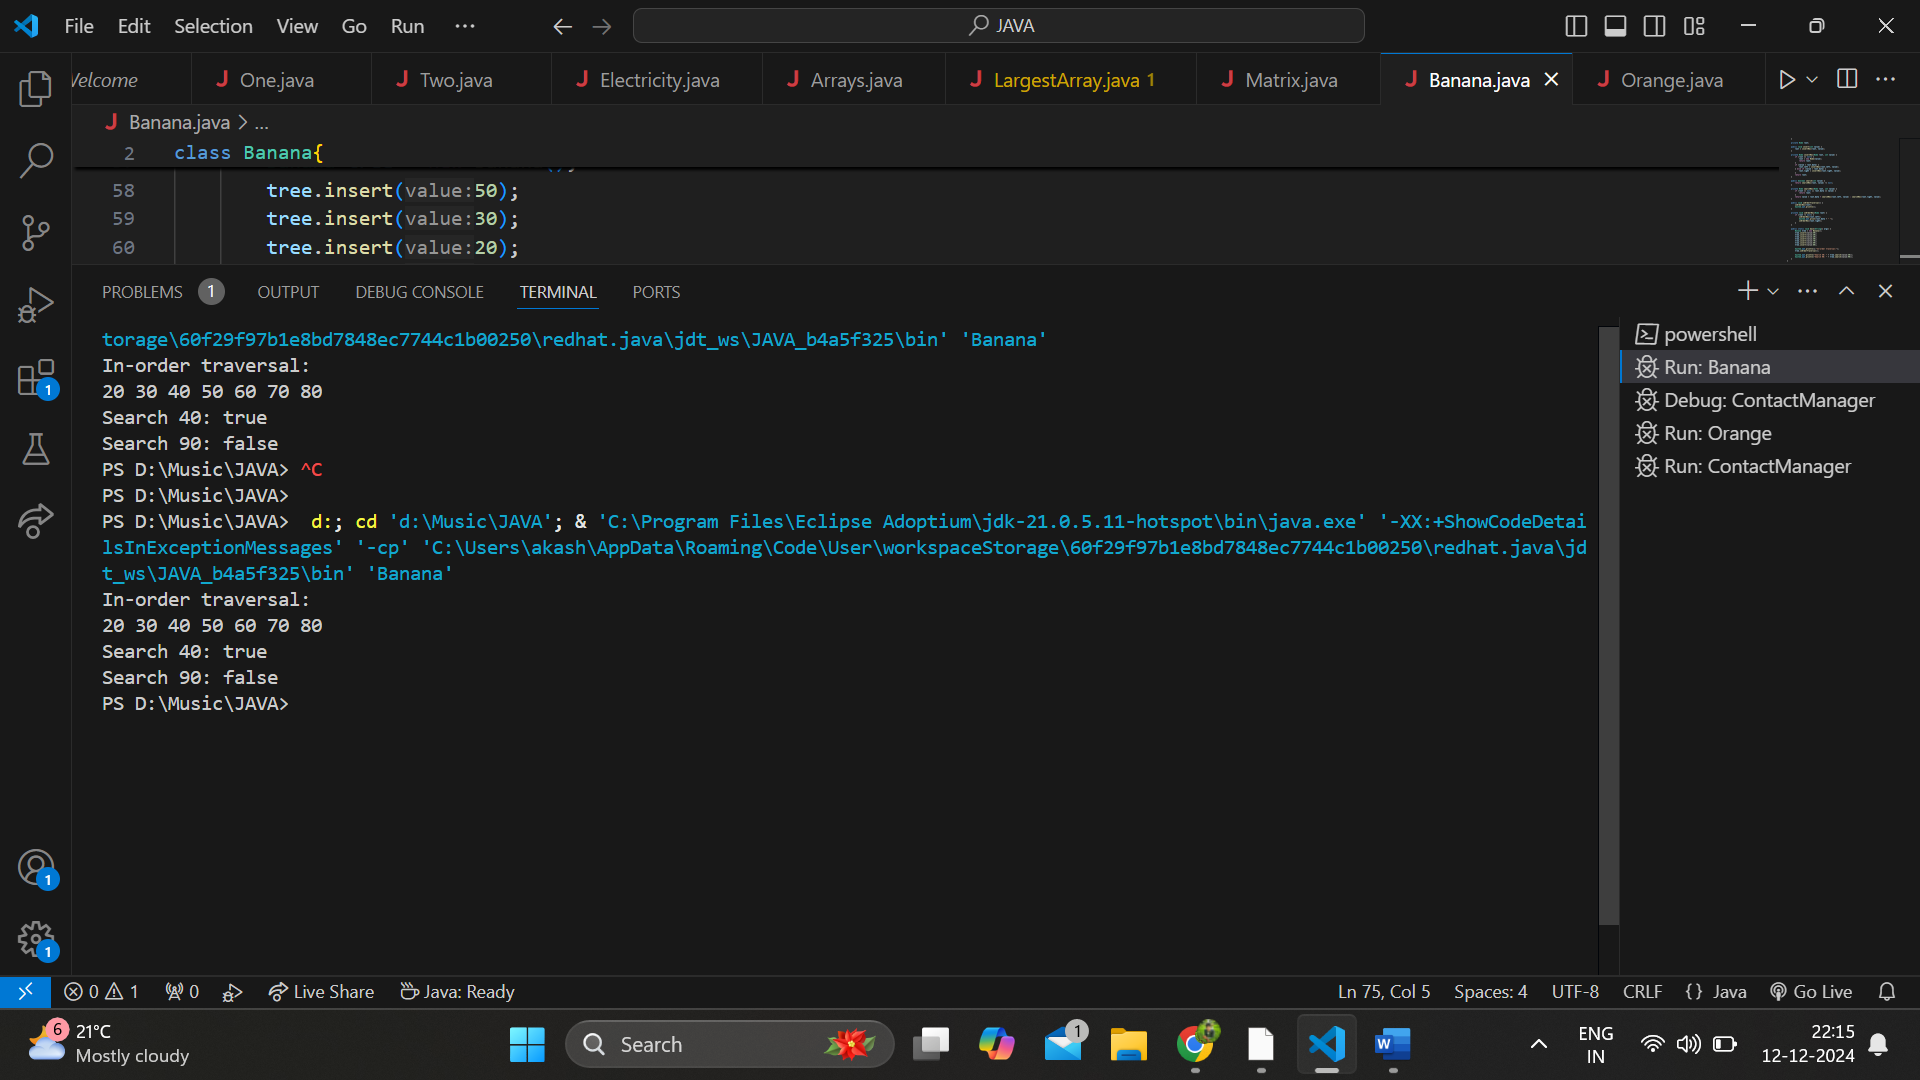 File Edit Selection View Go Run ··· JAVA
Welcome One.java Two.java Electricity.java Arrays.java LargestArray.java 1 Matrix.java Banana.java Orange.java
Banana.java > ...
2 class Banana{
58 tree.insert(value:50);
59 tree.insert(value:30);
60 tree.insert(value:20);
PROBLEMS 1 OUTPUT DEBUG CONSOLE TERMINAL PORTS
torage\60f29f97b1e8bd7848ec7744c1b00250\redhat.java\jdt_ws\JAVA_b4a5f325\bin' 'Banana'
In-order traversal:
20 30 40 50 60 70 80
Search 40: true
Search 90: false
PS D:\Music\JAVA> ^C
PS D:\Music\JAVA>
PS D:\Music\JAVA>  d:; cd 'd:\Music\JAVA'; & 'C:\Program Files\Eclipse Adoptium\jdk-21.0.5.11-hotspot\bin\java.exe' '-XX:+ShowCodeDetai
lsInExceptionMessages' '-cp' 'C:\Users\akash\AppData\Roaming\Code\User\workspaceStorage\60f29f97b1e8bd7848ec7744c1b00250\redhat.java\jd
t_ws\JAVA_b4a5f325\bin' 'Banana'
In-order traversal:
20 30 40 50 60 70 80
Search 40: true
Search 90: false
PS D:\Music\JAVA>
powershell
Run: Banana
Debug: ContactManager
Run: Orange
Run: ContactManager
1
1
1
0 1 0 Live Share Java: Ready Ln 75, Col 5 Spaces: 4 UTF-8 CRLF {} Java Go Live
6 21°C
Mostly cloudy
Search
1
ENG
IN
22:15
12-12-2024